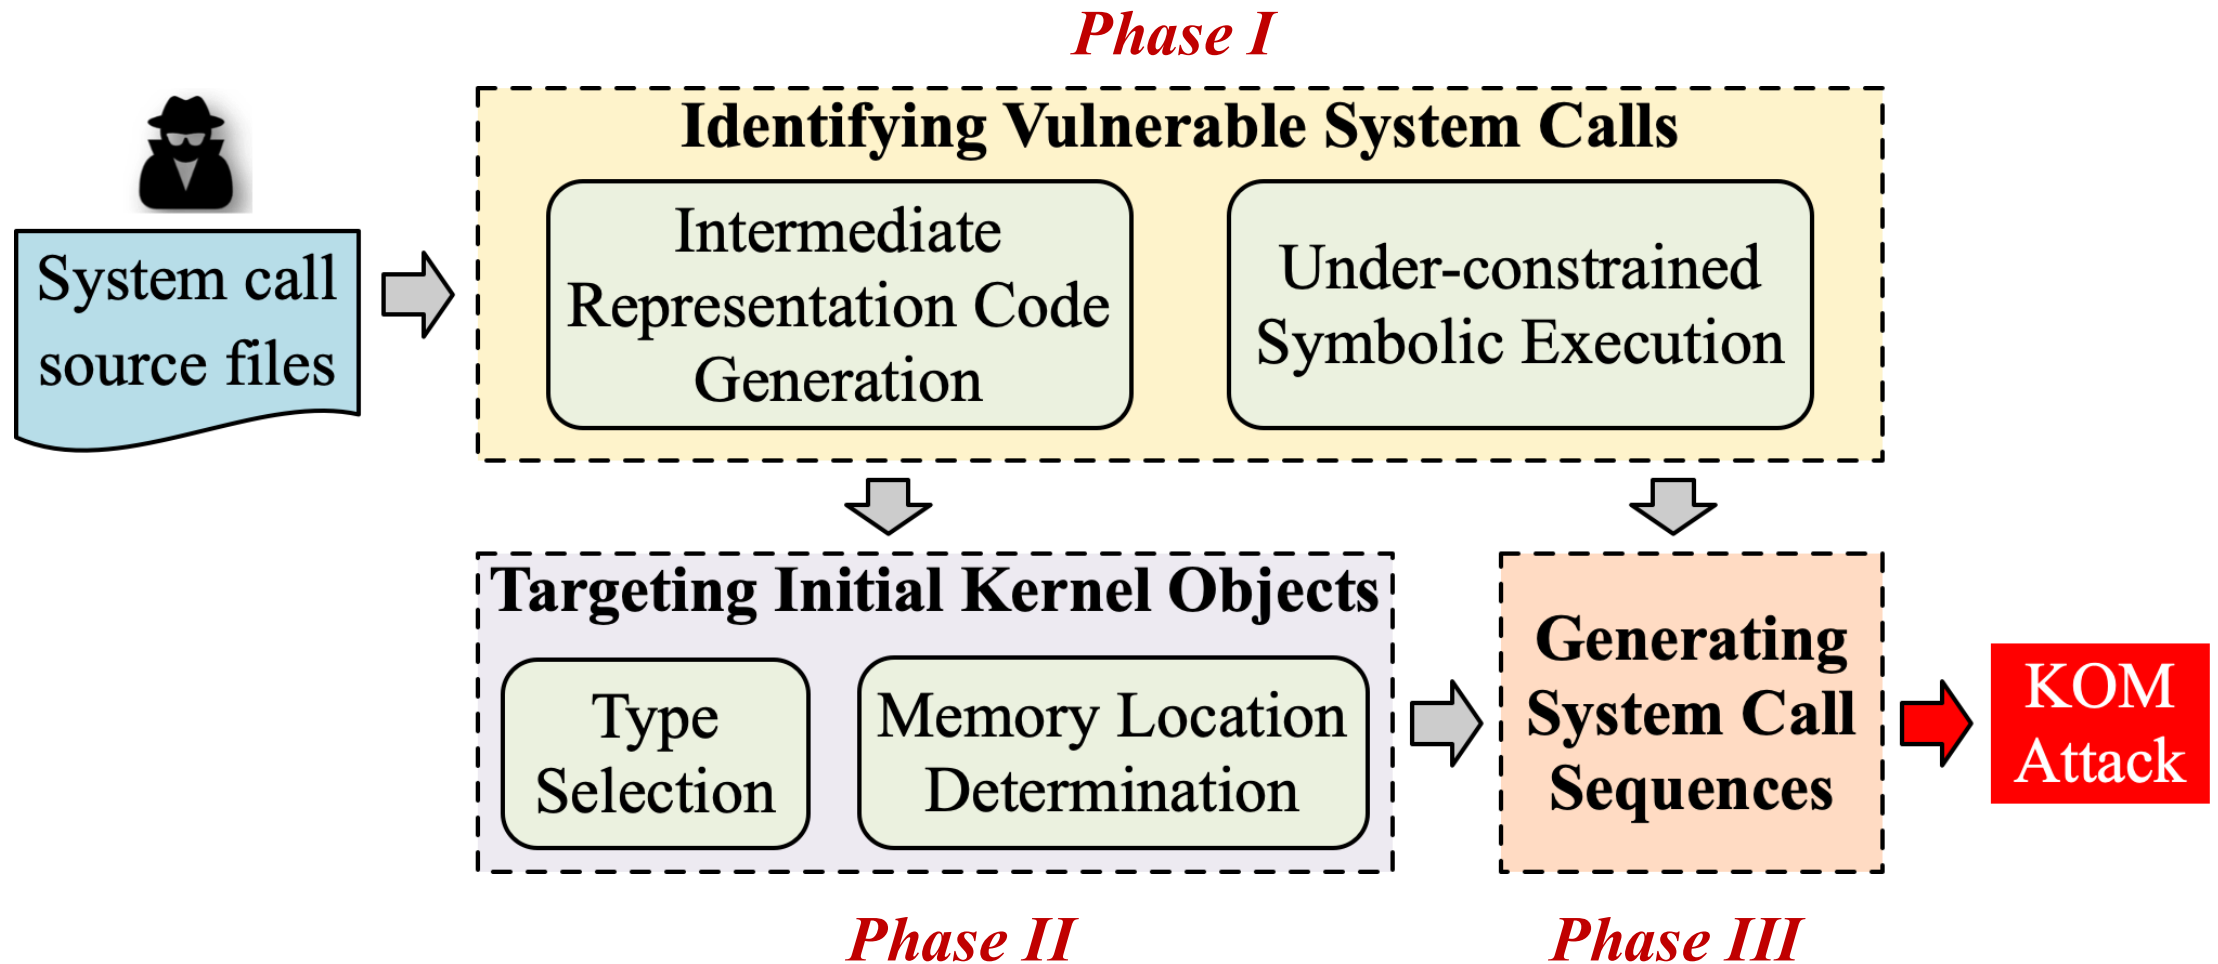 Phase I
Identifying Vulnerable System Calls
System call
source files
Intermediate
Representation Code
Generation
Under-constrained
Symbolic Execution
Targeting Initial Kernel Objects
Type
Selection
Memory Location
Determination
Generating
System Call
Sequences
KOM
Attack
Phase II
Phase III